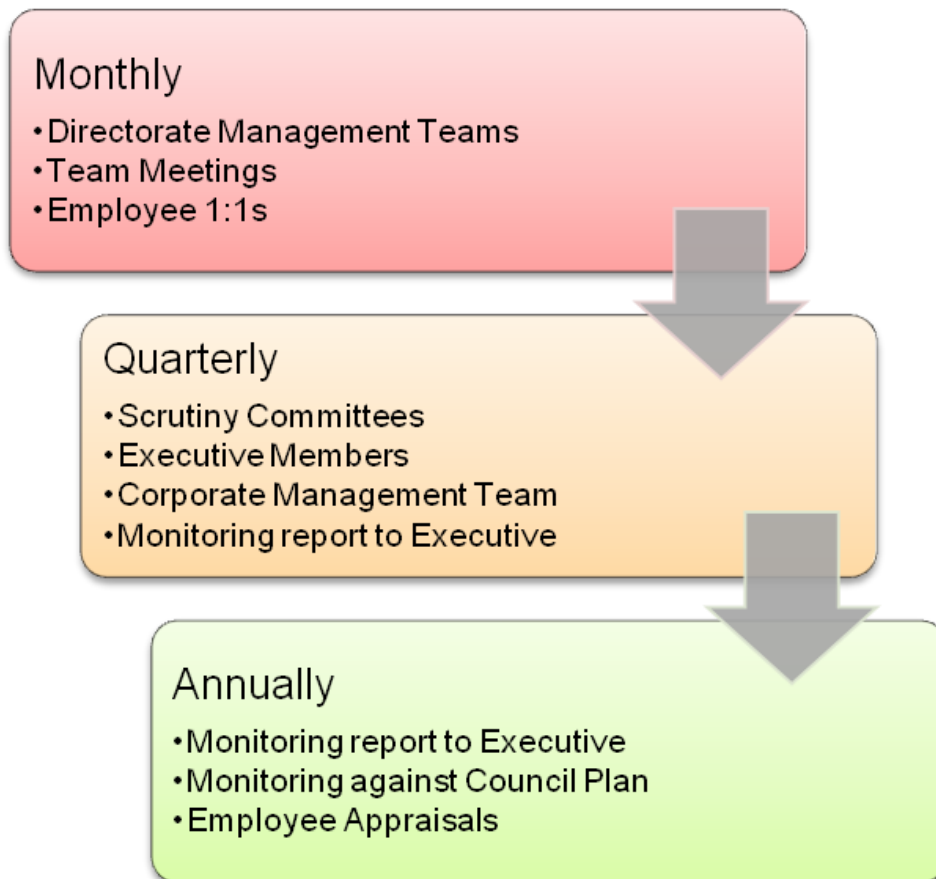 Monthly
•Directorate Management Teams
•Team Meetings
•Employee 1:1s
Quarterly
•Scrutiny Committees
•Executive Members
•Corporate Management Team
•Monitoring report to Executive
Annually
•Monitoring report to Executive
•Monitoring against Council Plan
•Employee Appraisals